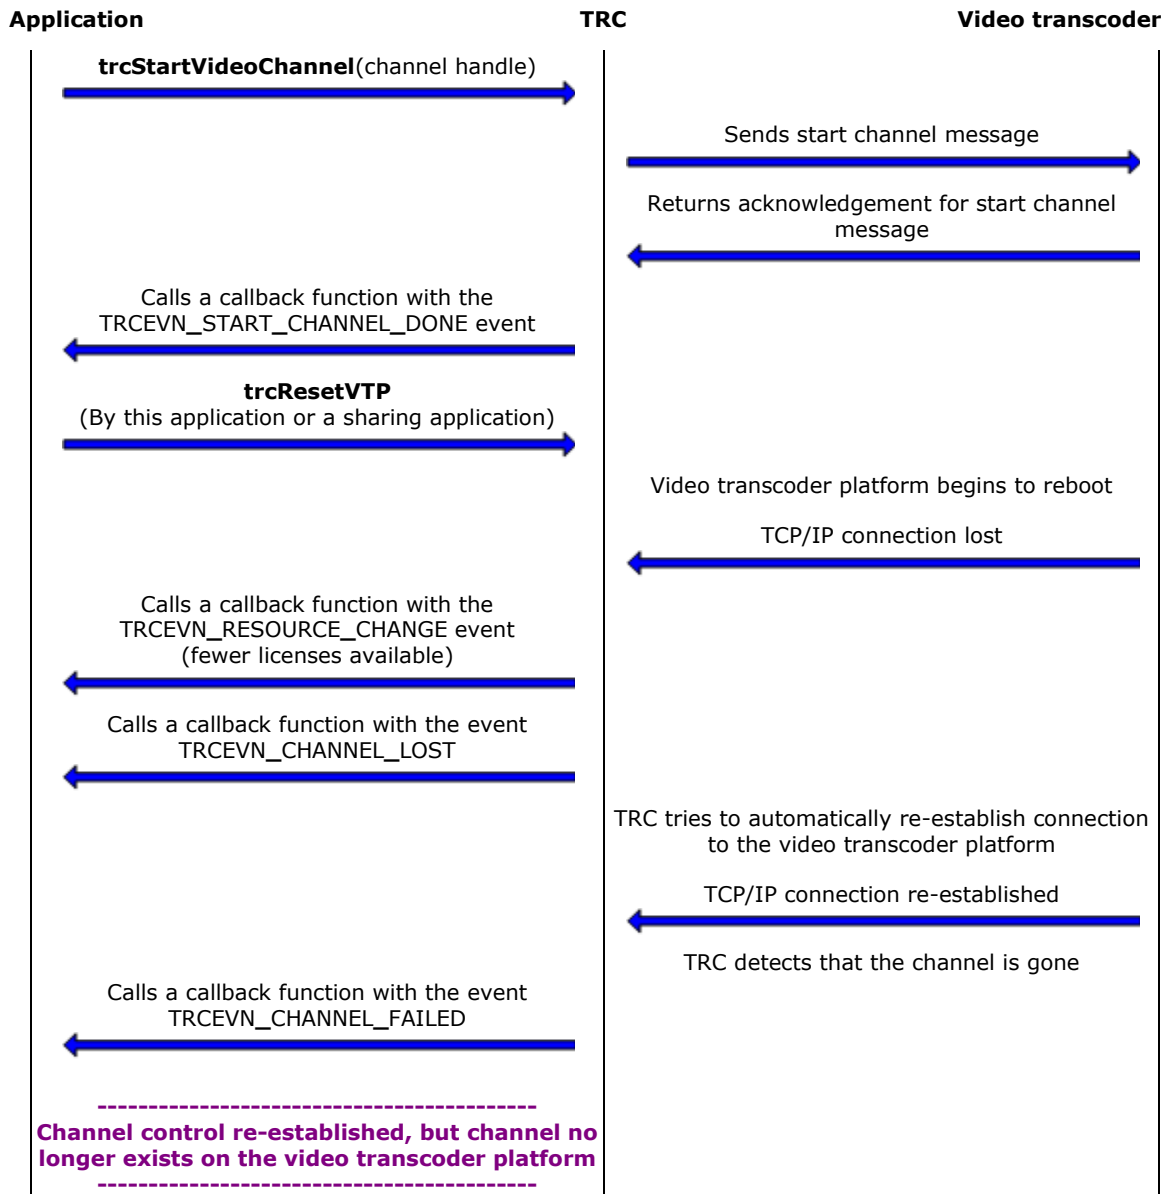 Application TRC Video transcoder
trcStartVideoChannel(channel handle)
Sends start channel message
Returns acknowledgement for start channel
message
Calls a callback function with the
TRCEVN_START_CHANNEL_DONE event
trcResetVTP
(By this application or a sharing application)
Video transcoder platform begins to reboot
TCP/IP connection lost
Calls a callback function with the
TRCEVN_RESOURCE_CHANGE event
(fewer licenses available)
Calls a callback function with the event
TRCEVN_CHANNEL_LOST
TRC tries to automatically re-establish connection
to the video transcoder platform
TCP/IP connection re-established
TRC detects that the channel is gone
Calls a callback function with the event
TRCEVN_CHANNEL_FAILED
-------------------------------------------
Channel control re-established, but channel no
longer exists on the video transcoder platform
-------------------------------------------